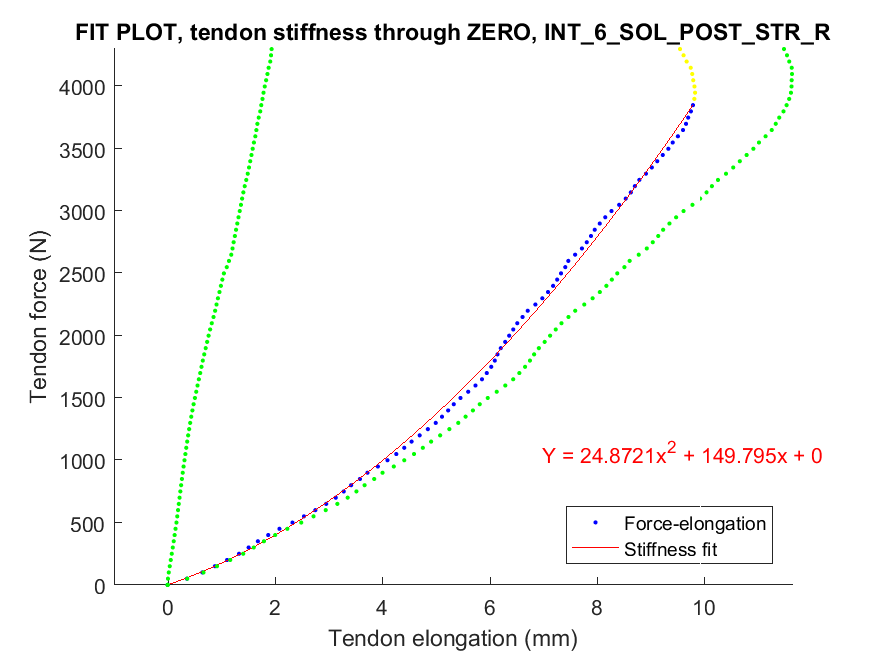 FIT PLOT, tendon stiffness through ZERO, INT_6_SOL_POST_STR_R
4000
3500
3000
2500
2000
1500
1000
500
0
Tendon force (N)
Y = 24.8721x² + 149.795x + 0
Force-elongation
Stiffness fit
0 2 4 6 8 10
Tendon elongation (mm)